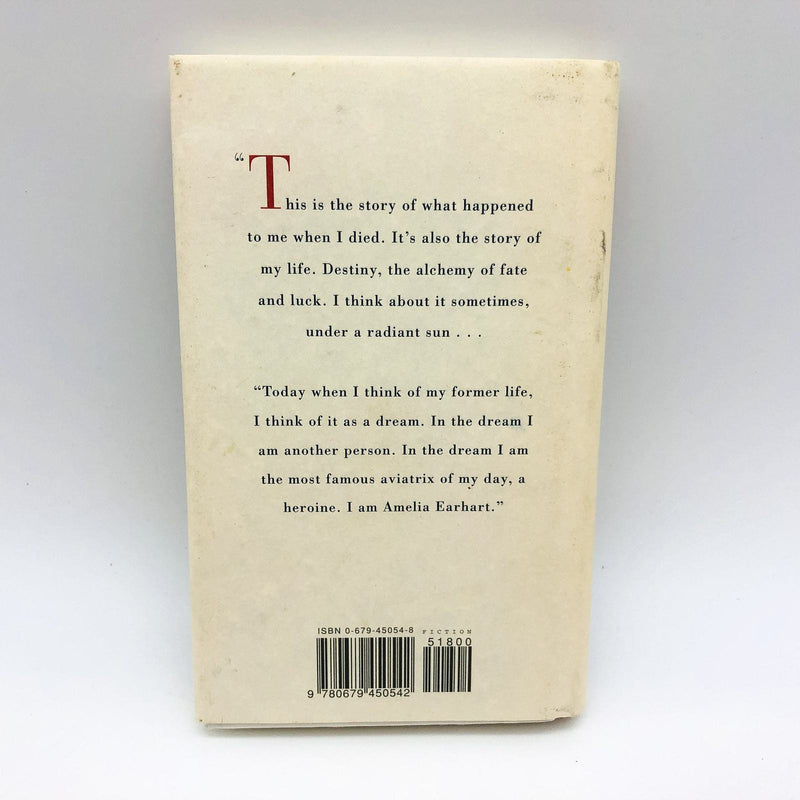 “This is the story of what happened
to me when I died. It’s also the story of
my life. Destiny, the alchemy of fate
and luck. I think about it sometimes,
under a radiant sun . . .
“Today when I think of my former life,
I think of it as a dream. In the dream I
am another person. In the dream I am
the most famous aviatrix of my day, a
heroine. I am Amelia Earhart.”
ISBN 0-679-45054-8 FICTION
51800
9 780679 450542